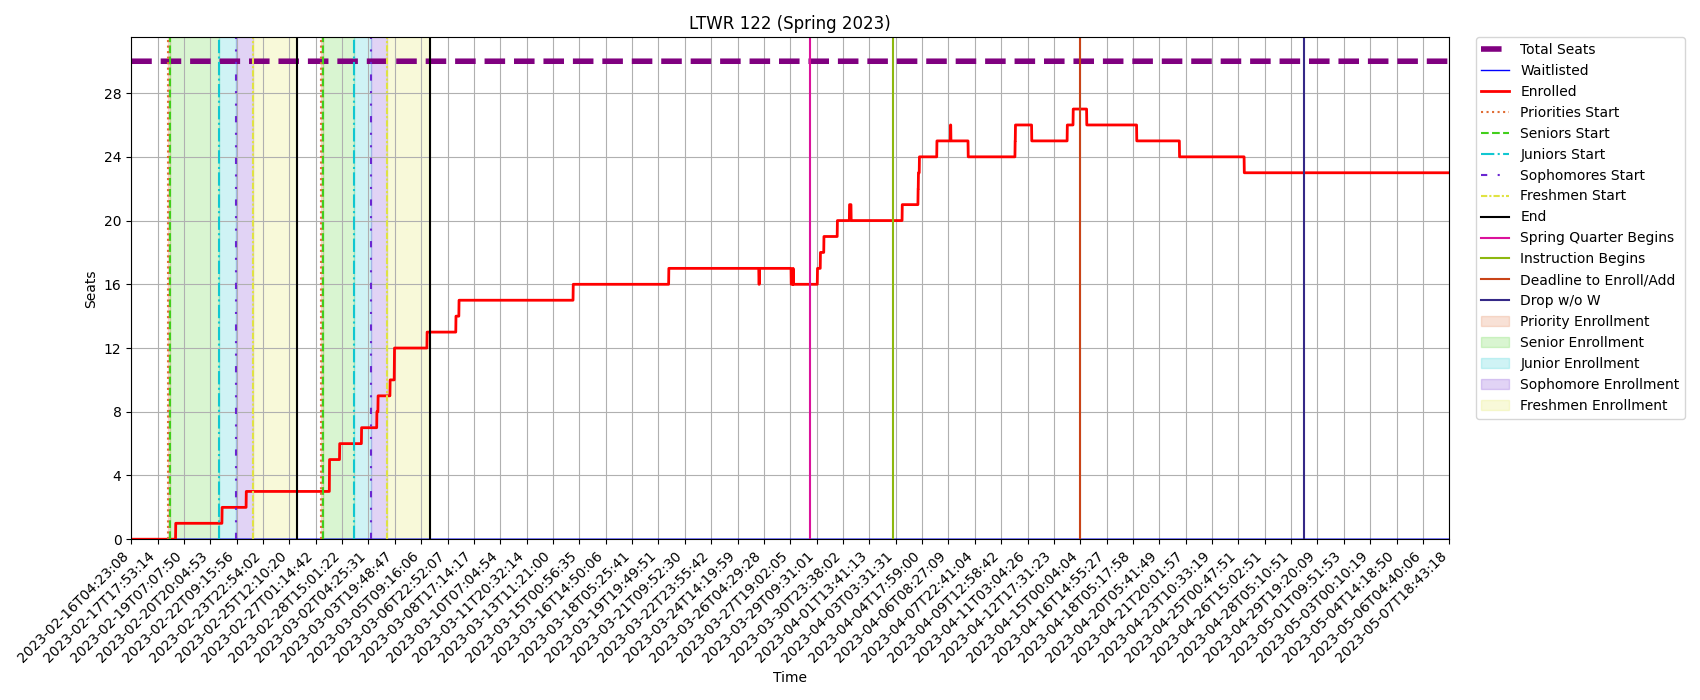 LTWR 122 (Spring 2023)
Seats
28
24
20
16
12
8
4
0
2023-02-16T04:23:08
2023-02-17T17:53:14
2023-02-19T07:07:50
2023-02-20T20:04:53
2023-02-22T09:15:56
2023-02-23T22:54:02
2023-02-25T12:10:20
2023-02-27T01:14:42
2023-02-28T15:01:22
2023-03-02T04:25:31
2023-03-03T19:48:47
2023-03-05T09:16:06
2023-03-06T22:52:07
2023-03-08T17:14:17
2023-03-10T07:04:54
2023-03-11T20:32:14
2023-03-13T11:21:00
2023-03-15T00:56:35
2023-03-16T14:50:06
2023-03-18T05:25:41
2023-03-19T19:49:51
2023-03-21T09:52:30
2023-03-22T23:55:42
2023-03-24T14:19:59
2023-03-26T04:29:28
2023-03-27T19:02:05
2023-03-29T09:31:01
2023-03-30T23:38:02
2023-04-01T13:41:13
2023-04-03T03:31:31
2023-04-04T17:59:00
2023-04-06T08:27:09
2023-04-07T22:41:04
2023-04-09T12:58:42
2023-04-11T03:04:26
2023-04-12T17:31:23
2023-04-15T00:04:04
2023-04-16T14:55:27
2023-04-18T05:17:58
2023-04-20T05:41:49
2023-04-21T20:01:57
2023-04-23T10:33:19
2023-04-25T00:47:51
2023-04-26T15:02:51
2023-04-28T05:10:51
2023-04-29T19:20:09
2023-05-01T09:51:53
2023-05-03T00:10:19
2023-05-04T14:18:50
2023-05-06T04:40:06
2023-05-07T18:43:18
Time
Total Seats
Waitlisted
Enrolled
Priorities Start
Seniors Start
Juniors Start
Sophomores Start
Freshmen Start
End
Spring Quarter Begins
Instruction Begins
Deadline to Enroll/Add
Drop w/o W
Priority Enrollment
Senior Enrollment
Junior Enrollment
Sophomore Enrollment
Freshmen Enrollment